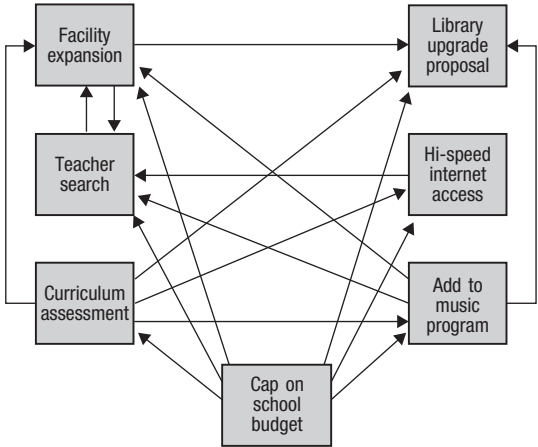 Facility
expansion
Library
upgrade
proposal
Teacher
search
Hi-speed
internet
access
Curriculum
assessment
Add to
music
program
Cap on
school
budget